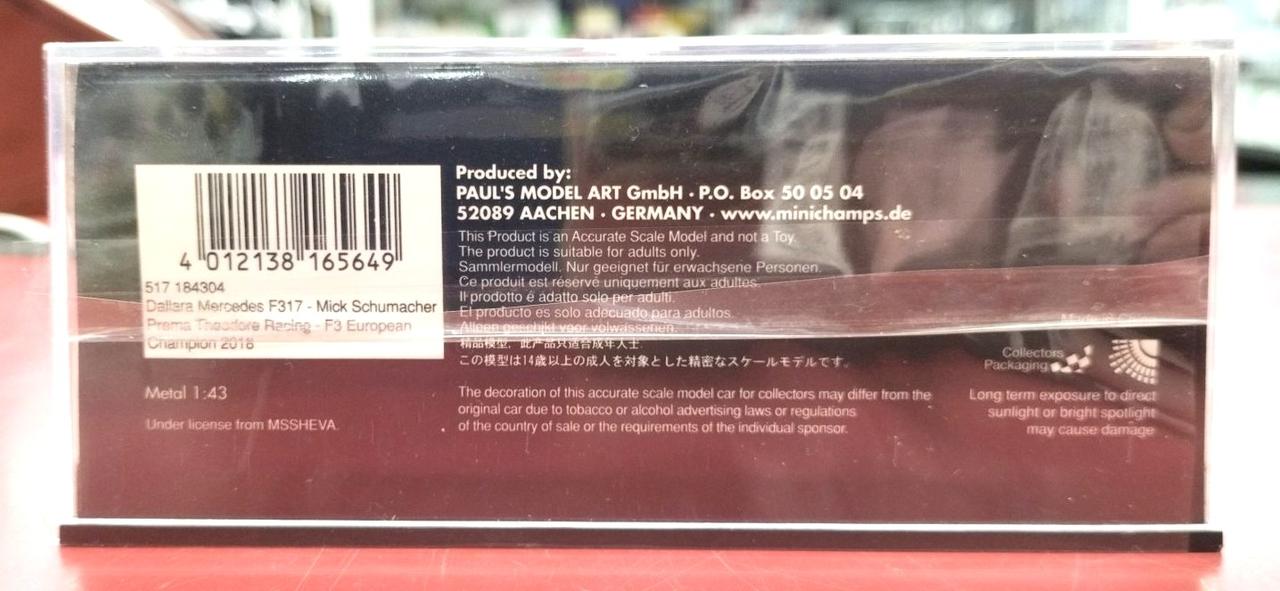 4 012138 165649
517 184304
Dallara Mercedes F317 - Mick Schumacher
Prema Theodore Racing - F3 European
Champion 2018
Metal 1:43
Under license from MSSHEVA.
Produced by:
PAUL'S MODEL ART GmbH · P.O. Box 50 05 04
52089 AACHEN · GERMANY · www.minichamps.de
This Product is an Accurate Scale Model and not a Toy.
The product is suitable for adults only.
Sammlermodell. Nur geeignet für erwachsene Personen.
Ce produit est réservé uniquement aux adultes.
Il prodotto é adatto solo per adulti.
El producto es solo adecuado para adultos.
Alleen geschikt voor volwassenen.
精品模型，此产品只适合成年人士.
この模型は14歳以上の成人を対象とした精密なスケールモデルです。
The decoration of this accurate scale model car for collectors may differ from the
original car due to tobacco or alcohol advertising laws or regulations
of the country of sale or the requirements of the individual sponsor.
Collectors
Packaging
Long term exposure to direct
sunlight or bright spotlight
may cause damage